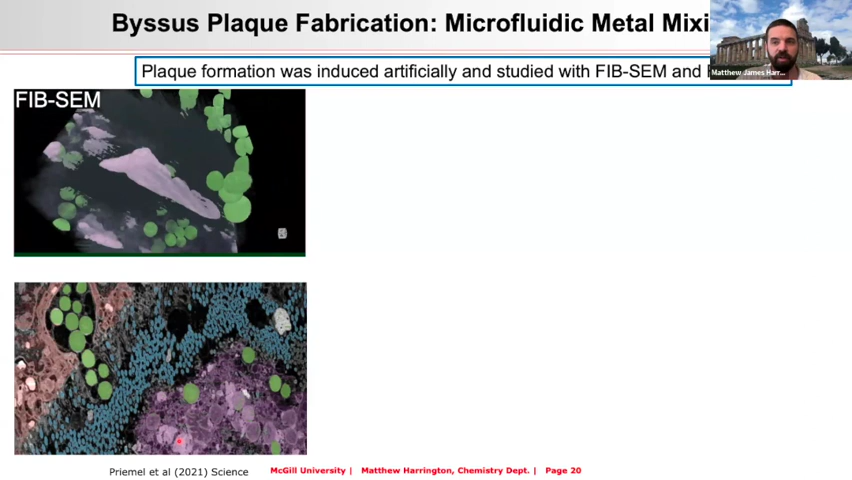 Byssus Plaque Fabrication: Microfluidic Metal
Matthew James Harr...
Plaque formation was induced artificially and studied with FIB-SEM and
FIB-SEM
Priemel et al (2021) Science
McGill University | Matthew Harrington, Chemistry Dept. | Page 20